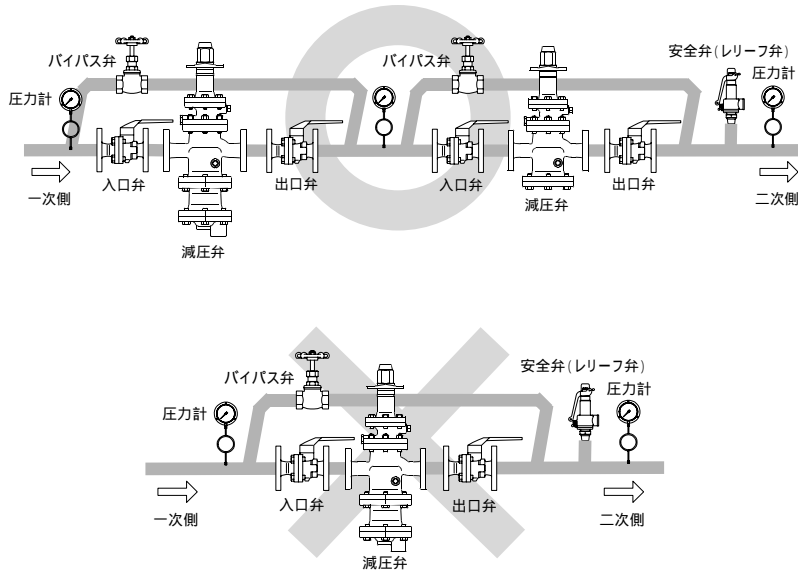 バイパス弁
バイパス弁
安全弁(レリーフ弁)
圧力計
圧力計
入口弁
出口弁
入口弁
出口弁
一次側
減圧弁
二次側
減圧弁
安全弁(レリーフ弁)
バイパス弁
圧力計
圧力計
入口弁
出口弁
一次側
二次側
減圧弁